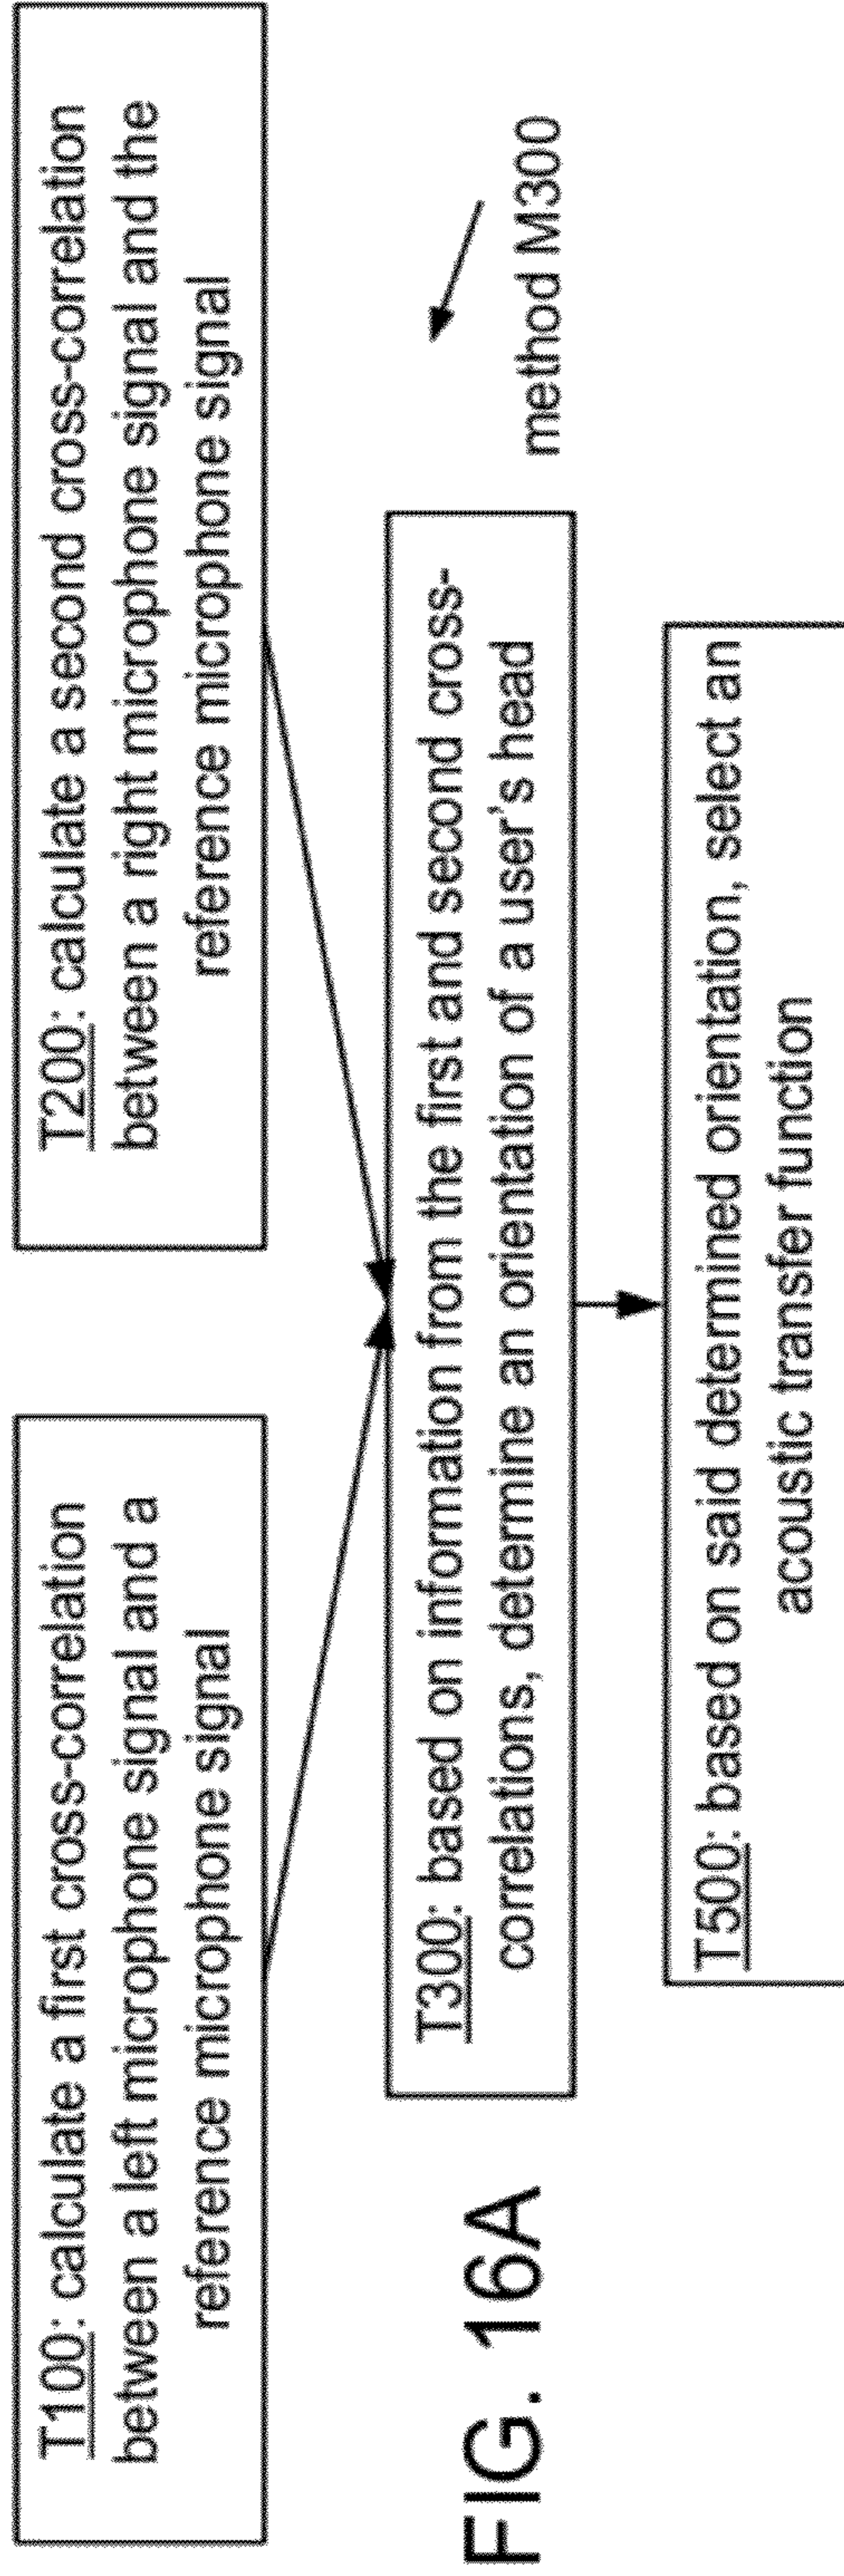 T100: calculate a first cross-correlation
between a left microphone signal and a
reference microphone signal
T200: calculate a second cross-correlation
between a right microphone signal and the
reference microphone signal
T300: based on information from the first and second cross-
correlations, determine an orientation of a user's head
T500: based on said determined orientation, select an
acoustic transfer function
method M300
FIG. 16A